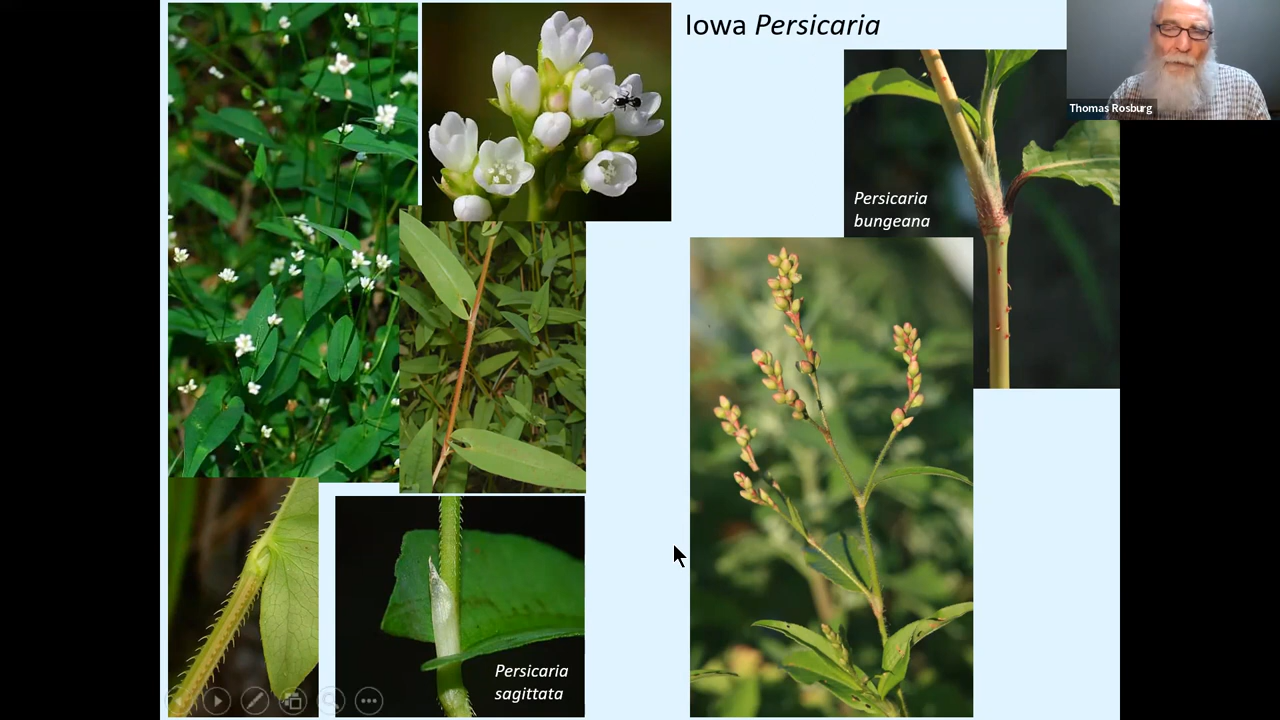 Iowa Persicaria
Thomas Rosburg
Persicaria
bungeana
Persicaria
sagittata